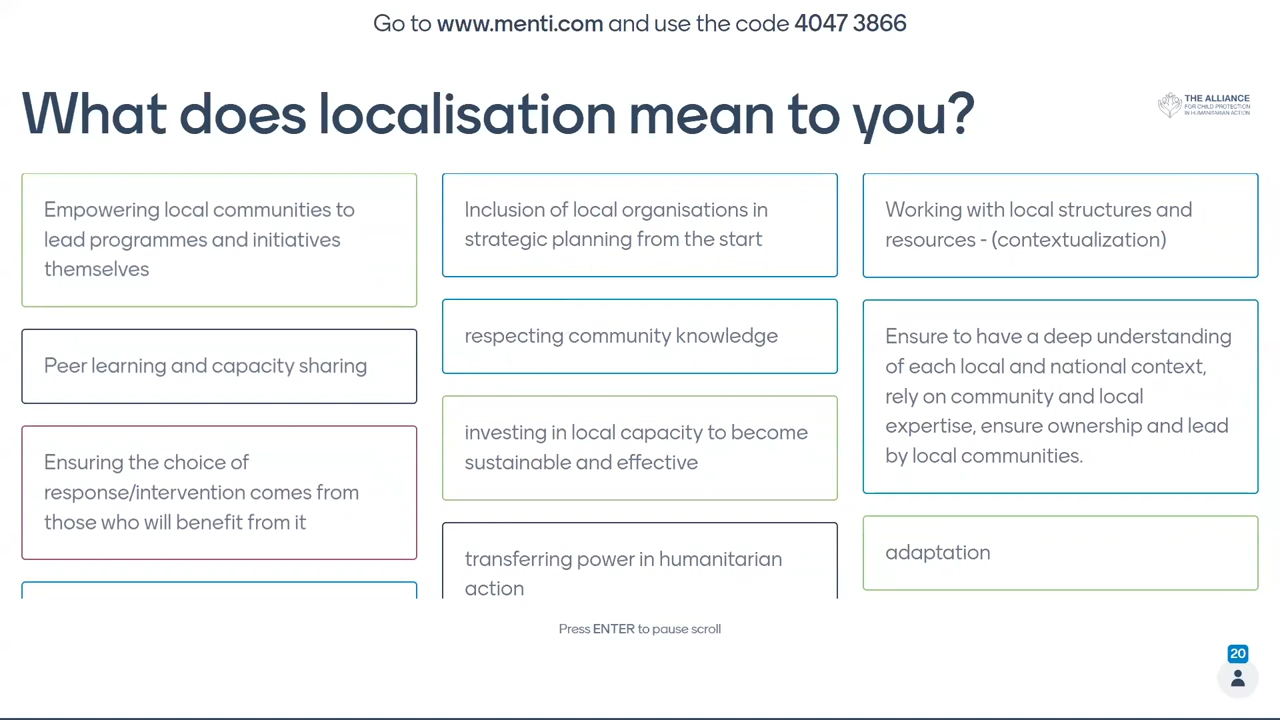 Go to www.menti.com and use the code 4047 3866
What does localisation mean to you?
THE ALLIANCE
FOR CHILD PROTECTION
IN HUMANITARIAN ACTION
Empowering local communities to
lead programmes and initiatives
themselves
Peer learning and capacity sharing
Ensuring the choice of
response/intervention comes from
those who will benefit from it
Inclusion of local organisations in
strategic planning from the start
respecting community knowledge
investing in local capacity to become
sustainable and effective
transferring power in humanitarian
action
Working with local structures and
resources - (contextualization)
Ensure to have a deep understanding
of each local and national context,
rely on community and local
expertise, ensure ownership and lead
by local communities.
adaptation
Press ENTER to pause scroll
20